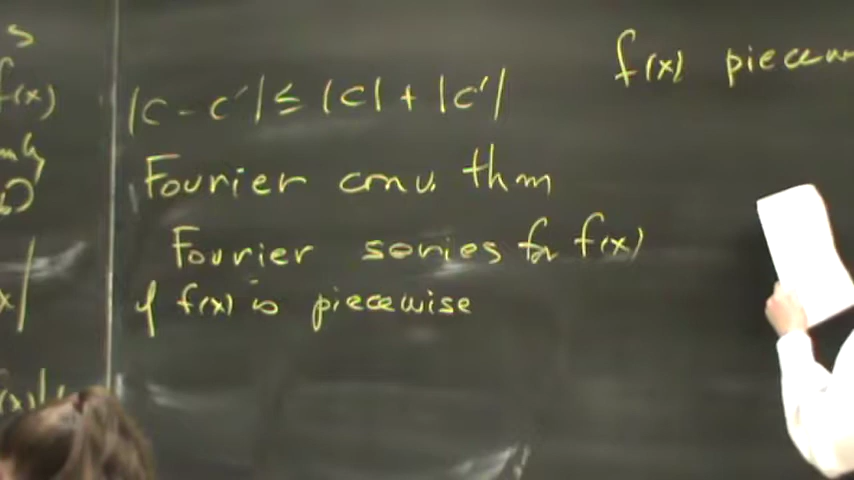 s
f(x)
|c - c'| ≤ |c| + |c'|
Fourier conv. thm
Fourier series for f(x)
if f(x) is piecewise
f(x) piecew